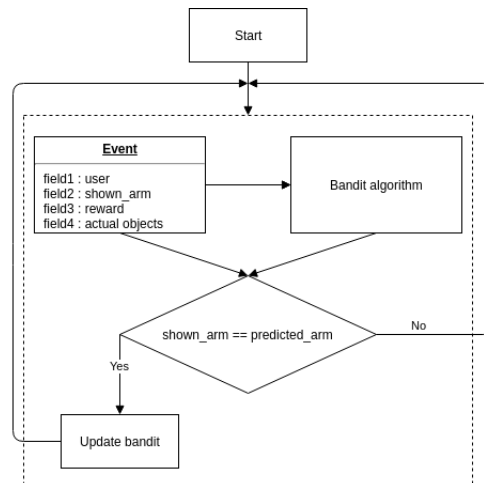 Start
Event
field1 : user
field2 : shown_arm
field3 : reward
field4 : actual objects
Bandit algorithm
shown_arm == predicted_arm
No
Yes
Update bandit